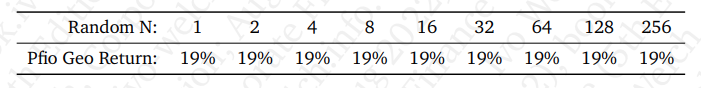 Random N: 1 2 4 8 16 32 64 128 256
Pfio Geo Return: 19% 19% 19% 19% 19% 19% 19% 19% 19%